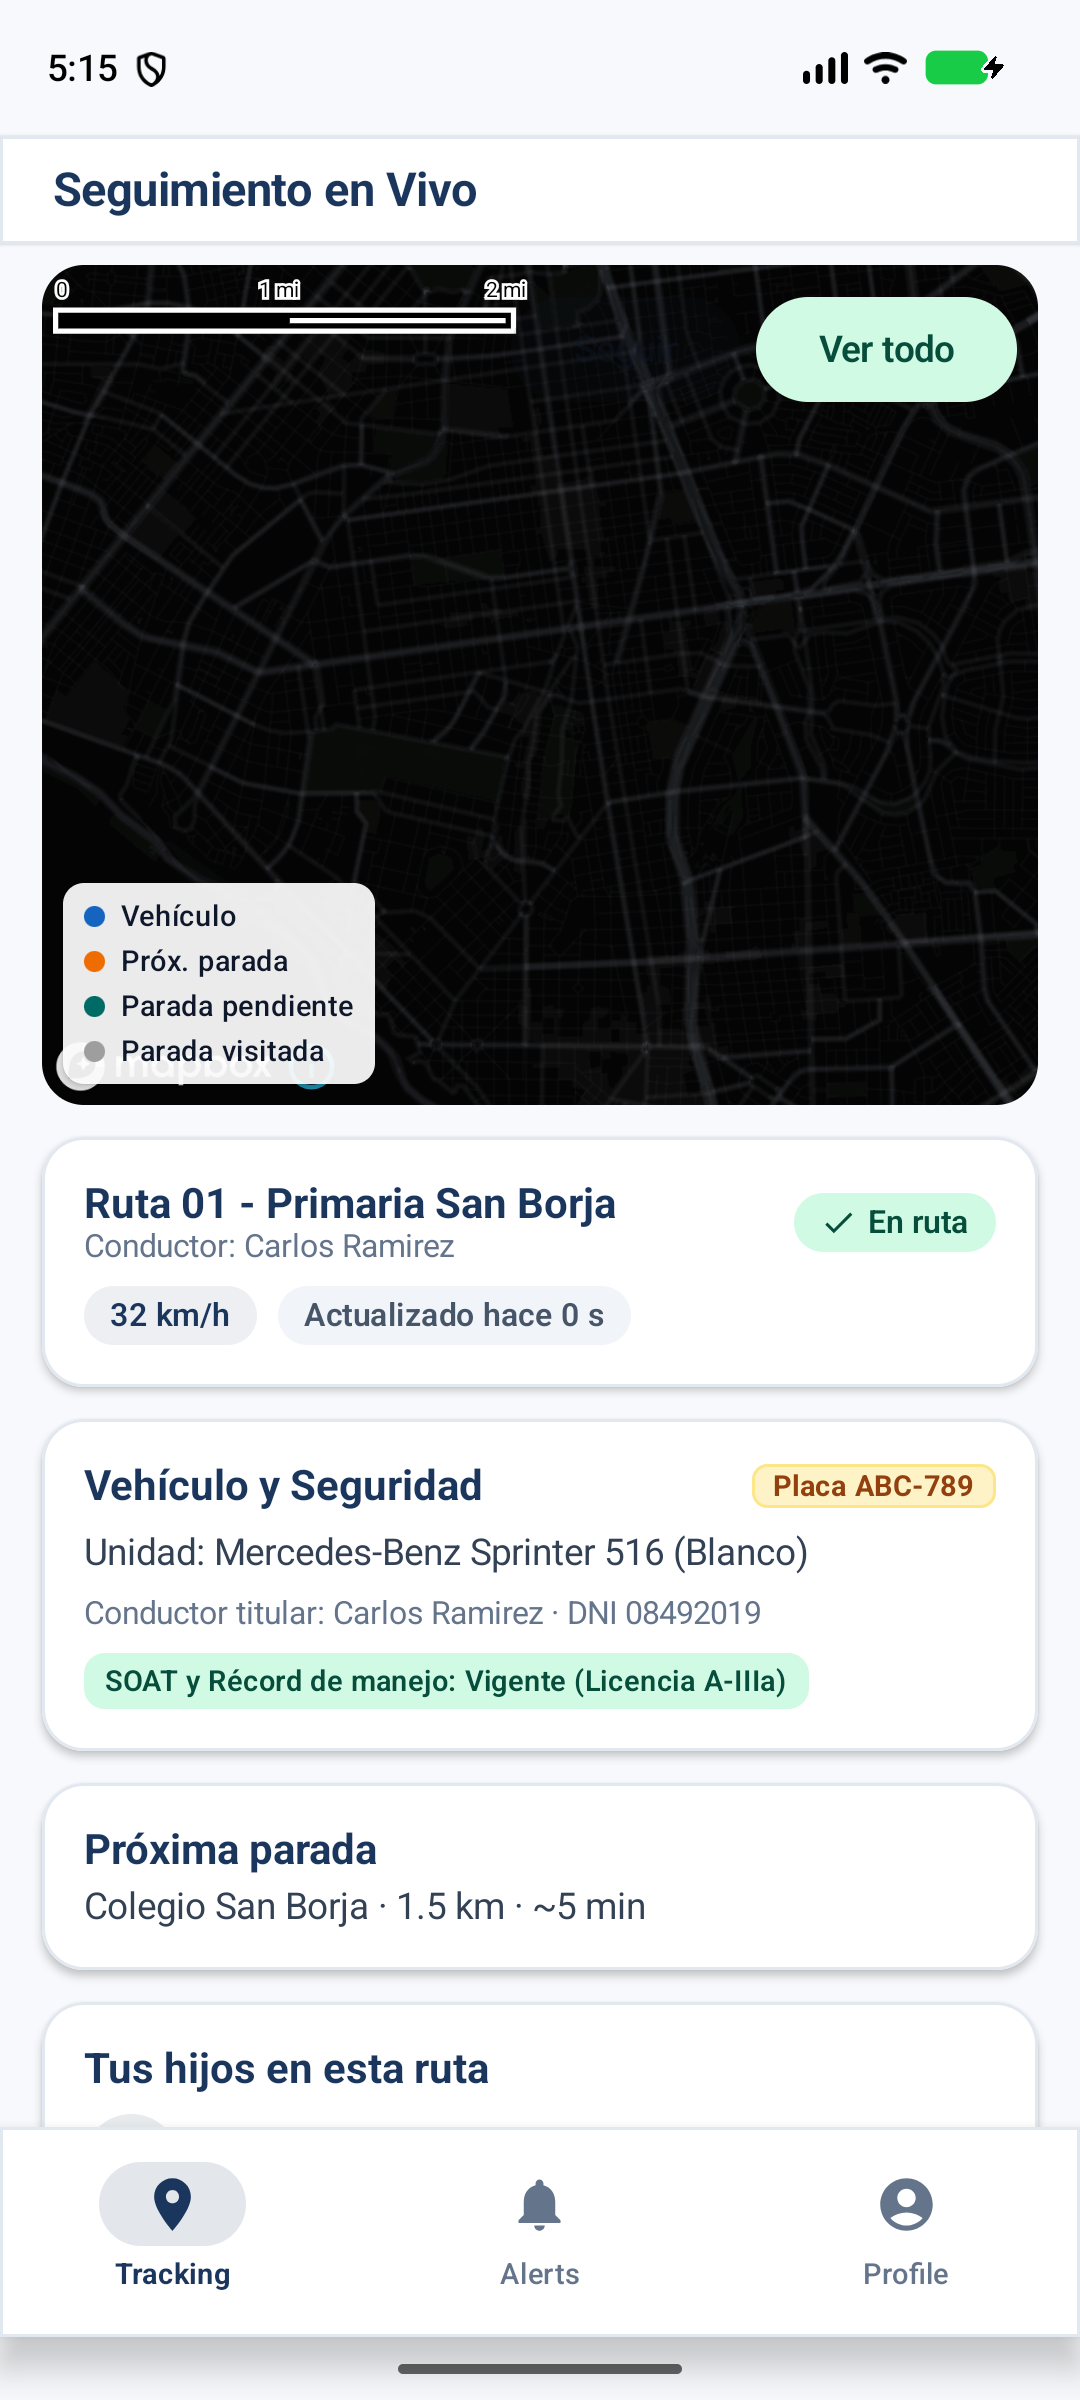 5:15
Seguimiento en Vivo
0 1 mi 2 mi
Ver todo
Vehículo
Próx. parada
Parada pendiente
Parada visitada
mapbox
Ruta 01 - Primaria San Borja
En ruta
Conductor: Carlos Ramirez
32 km/h
Actualizado hace 0 s
Vehículo y Seguridad
Placa ABC-789
Unidad: Mercedes-Benz Sprinter 516 (Blanco)
Conductor titular: Carlos Ramirez · DNI 08492019
SOAT y Récord de manejo: Vigente (Licencia A-IIIa)
Próxima parada
Colegio San Borja · 1.5 km · ~5 min
Tus hijos en esta ruta
Tracking
Alerts
Profile